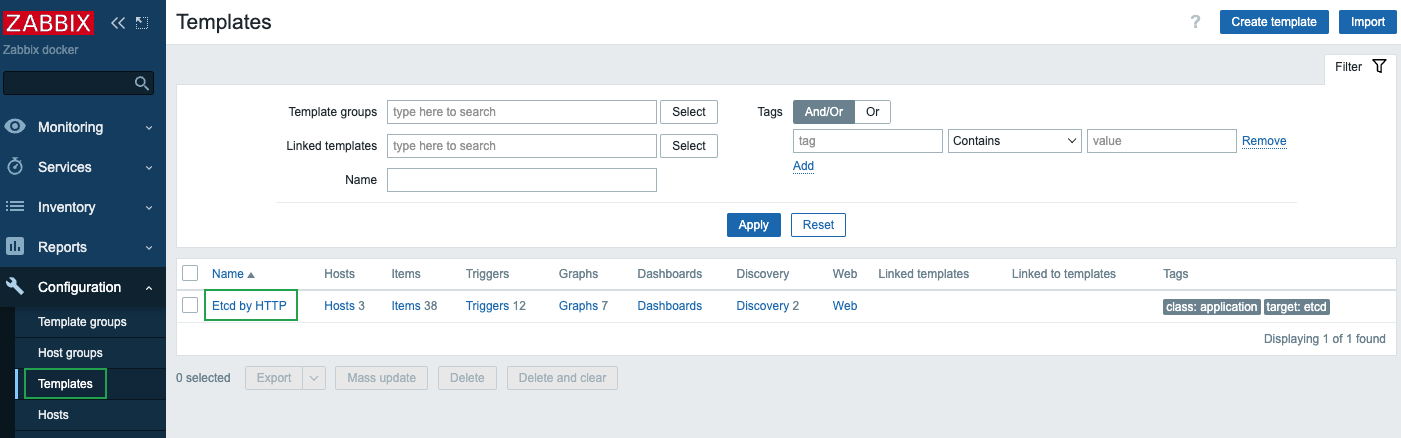 ZABBIX
Zabbix docker
Monitoring
Services
Inventory
Reports
Configuration
Template groups
Host groups
Templates
Hosts
Templates
? Create template Import
Filter
Template groups type here to search Select
Linked templates type here to search Select
Name
Tags And/Or Or
tag Contains value Remove
Add
Apply Reset
Name Hosts Items Triggers Graphs Dashboards Discovery Web Linked templates Linked to templates Tags
Etcd by HTTP Hosts 3 Items 38 Triggers 12 Graphs 7 Dashboards Discovery 2 Web class: application target: etcd
Displaying 1 of 1 found
0 selected Export Mass update Delete Delete and clear